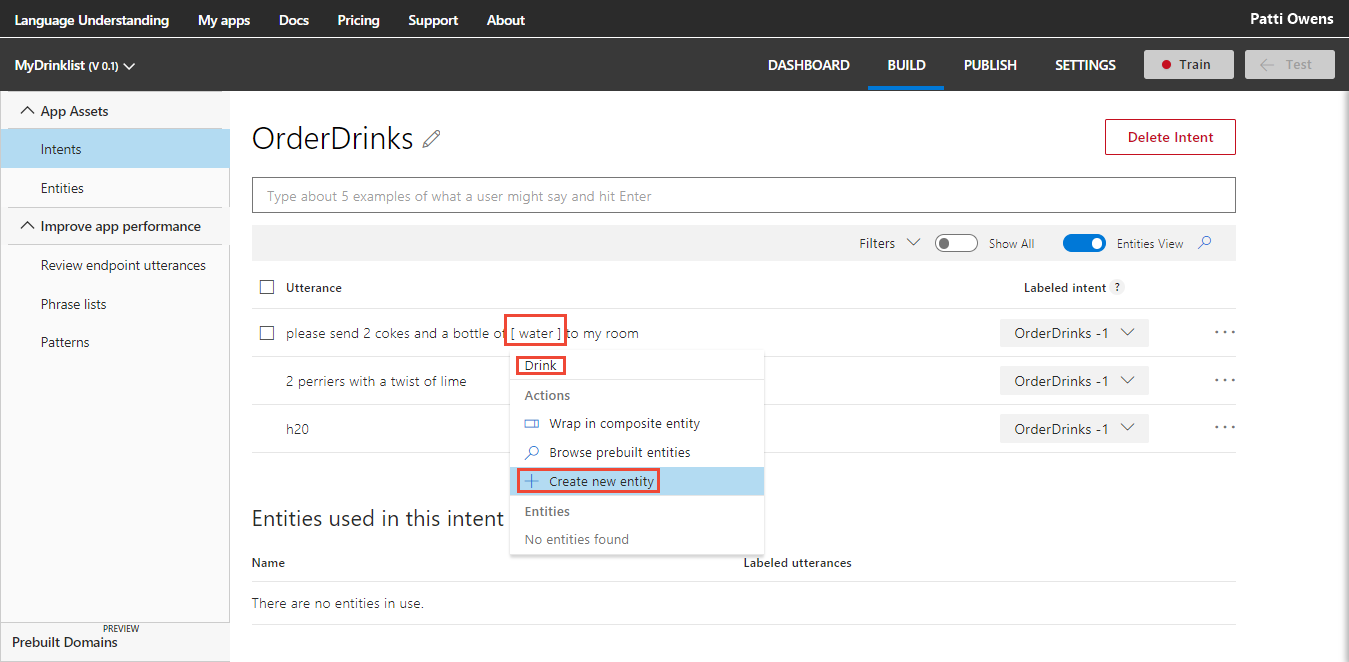 Language Understanding My apps Docs Pricing Support About Patti Owens
MyDrinklist (V 0.1) DASHBOARD BUILD PUBLISH SETTINGS Train Test
App Assets
Intents
Entities
Improve app performance
Review endpoint utterances
Phrase lists
Patterns
PREVIEW
Prebuilt Domains
OrderDrinks Delete Intent
Type about 5 examples of what a user might say and hit Enter
Filters Show All Entities View
Utterance Labeled intent ?
please send 2 cokes and a bottle of [ water ] to my room OrderDrinks -1 ...
2 perriers with a twist of lime OrderDrinks -1 ...
h20 OrderDrinks -1 ...
Drink
Actions
Wrap in composite entity
Browse prebuilt entities
Create new entity
Entities
No entities found
Entities used in this intent
Name Labeled utterances
There are no entities in use.